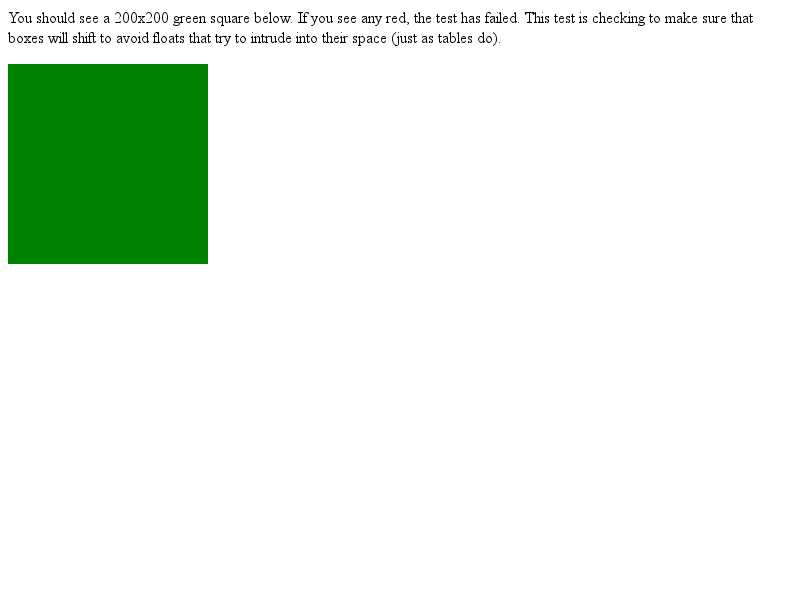 You should see a 200x200 green square below. If you see any red, the test has failed. This test is checking to make sure that
boxes will shift to avoid floats that try to intrude into their space (just as tables do).